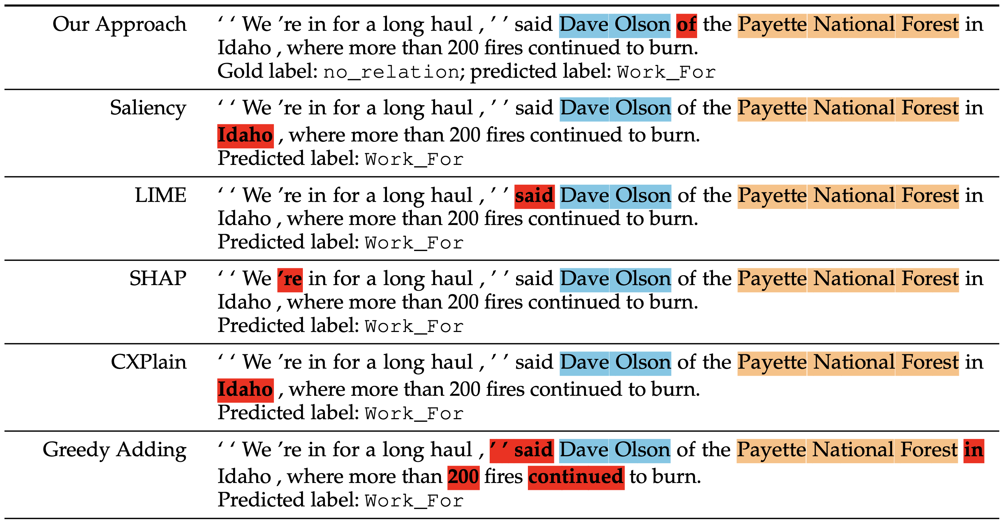 Our Approach ‘ ‘ We ’re in for a long haul , ’ ’ said Dave Olson of the Payette National Forest in
Idaho , where more than 200 fires continued to burn.
Gold label: no_relation; predicted label: Work_For
Saliency ‘ ‘ We ’re in for a long haul , ’ ’ said Dave Olson of the Payette National Forest in
Idaho , where more than 200 fires continued to burn.
Predicted label: Work_For
LIME ‘ ‘ We ’re in for a long haul , ’ ’ said Dave Olson of the Payette National Forest in
Idaho , where more than 200 fires continued to burn.
Predicted label: Work_For
SHAP ‘ ‘ We ’re in for a long haul , ’ ’ said Dave Olson of the Payette National Forest in
Idaho , where more than 200 fires continued to burn.
Predicted label: Work_For
CXPlain ‘ ‘ We ’re in for a long haul , ’ ’ said Dave Olson of the Payette National Forest in
Idaho , where more than 200 fires continued to burn.
Predicted label: Work_For
Greedy Adding ‘ ‘ We ’re in for a long haul , ’ ’ said Dave Olson of the Payette National Forest in
Idaho , where more than 200 fires continued to burn.
Predicted label: Work_For